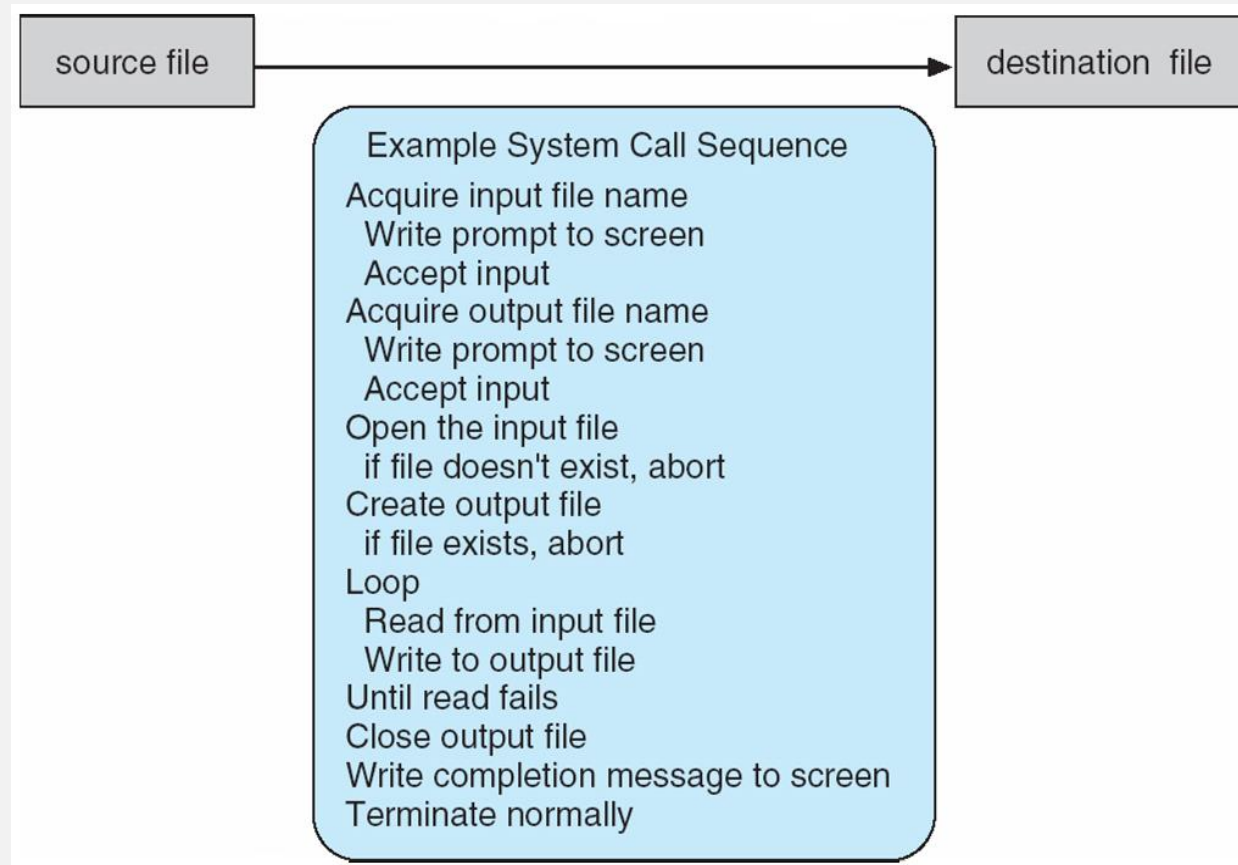 source file
destination file
Example System Call Sequence
Acquire input file name
Write prompt to screen
Accept input
Acquire output file name
Write prompt to screen
Accept input
Open the input file
if file doesn't exist, abort
Create output file
if file exists, abort
Loop
Read from input file
Write to output file
Until read fails
Close output file
Write completion message to screen
Terminate normally